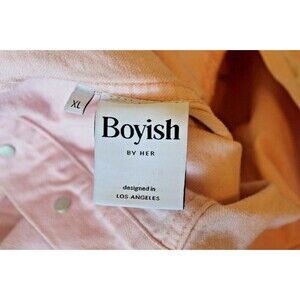 XL
Boyish
BY HER
designed in
LOS ANGELES